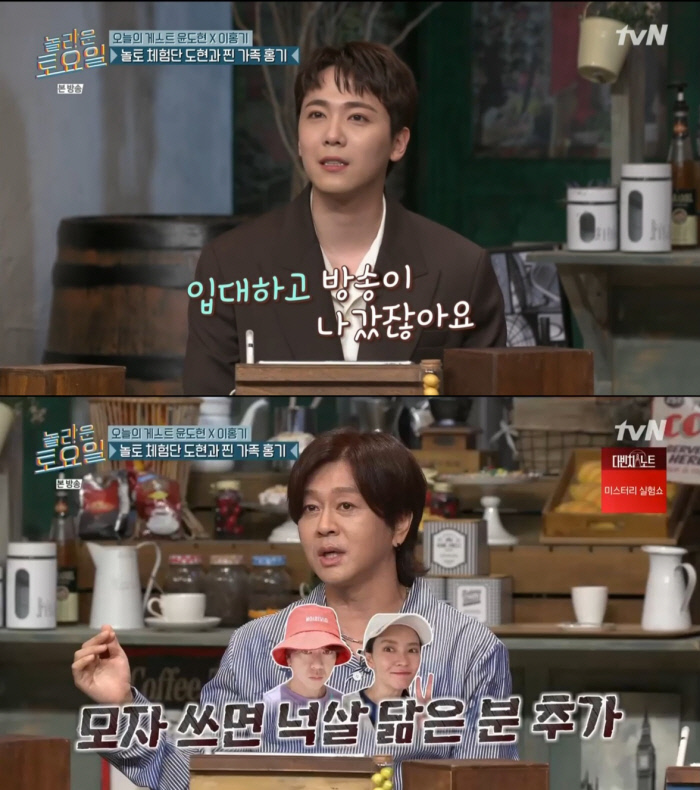 놀라운
토요일
본 방송
오늘의 게스트 윤도현 X 이홍기
놀토 체험단 도현과 찐 가족 홍기
tvN
입대하고 방송이
나갔잖아요
놀라운
토요일
본 방송
오늘의 게스트 윤도현 X 이홍기
놀토 체험단 도현과 찐 가족 홍기
tvN
미스터리 실험쇼
Coffee
모자 쓰면 넉살 닮은 분 추가